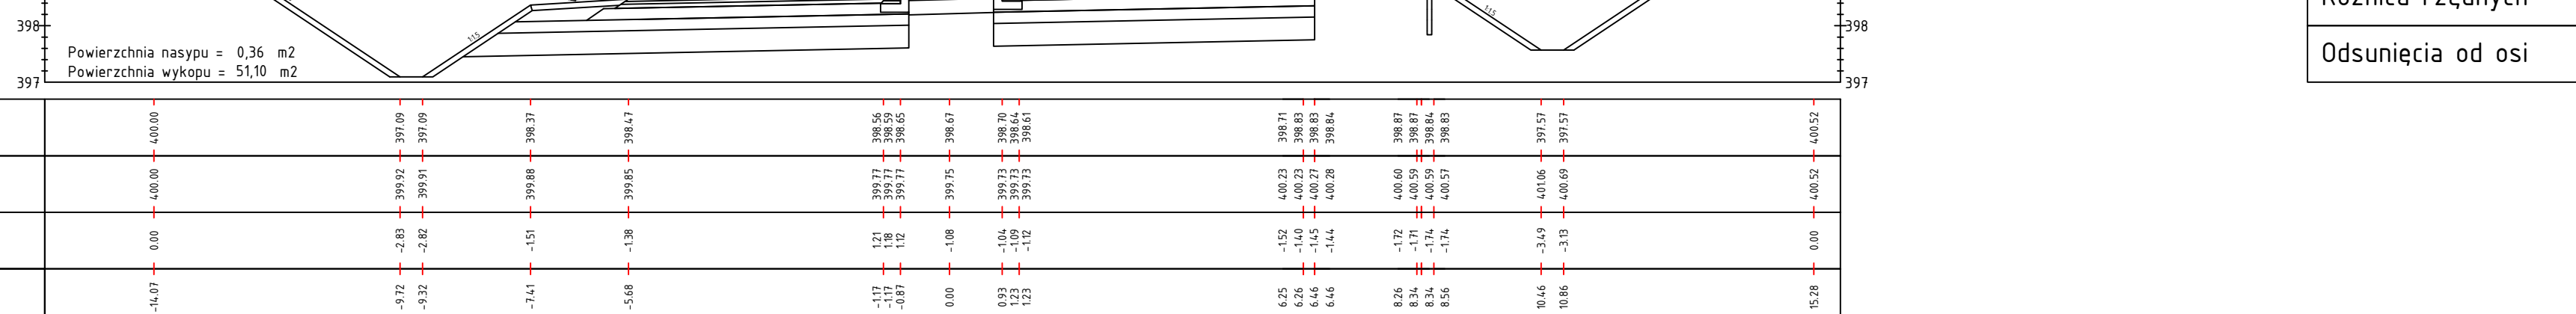 398
Powierzchnia nasypu = 0,36 m2
Powierzchnia wykopu = 51,10 m2
397
1:1.5
1:1.5
398
397
Odsunięcia od osi
400.00 397.09 397.09 398.37 398.47 398.56 398.59 398.65 398.67 398.70 398.64 398.61 398.71 398.83 398.83 398.84 398.87 398.87 398.84 398.83 397.57 397.57 400.52
400.00 399.92 399.91 399.88 399.85 399.77 399.77 399.77 399.75 399.73 399.73 399.73 400.23 400.23 400.27 400.28 400.60 400.59 400.59 400.57 401.06 400.69 400.52
0.00 -2.83 -2.82 -1.51 -1.38 1.21 1.18 1.12 -1.08 -1.04 -1.09 -1.12 -1.52 -1.40 -1.45 -1.44 -1.72 -1.71 -1.74 -1.74 -3.49 -3.13 0.00
-14.07 -9.72 -9.32 -7.41 -5.68 -1.17 -1.17 -0.87 0.00 0.93 1.23 1.23 6.25 6.26 6.46 6.46 8.26 8.34 8.34 8.56 10.46 10.86 15.28